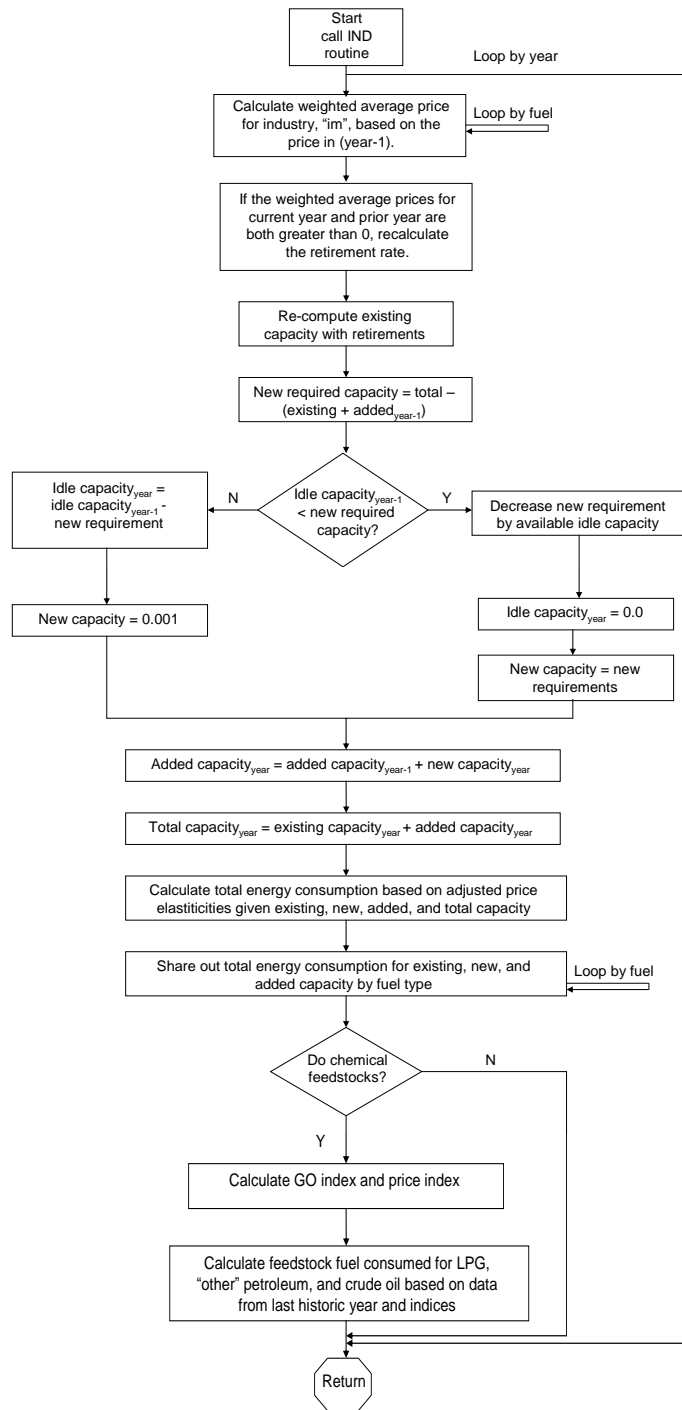 Start
call IND
routine
Loop by year
Calculate weighted average price
for industry, “im”, based on the
price in (year-1).
Loop by fuel
If the weighted average prices for
current year and prior year are
both greater than 0, recalculate
the retirement rate.
Re-compute existing
capacity with retirements
New required capacity = total –
(existing + added year-1)
Idle capacity year =
idle capacity year-1 -
new requirement
N
Idle capacity year-1
< new required
capacity?
Y
Decrease new requirement
by available idle capacity
New capacity = 0.001
Idle capacity year = 0.0
New capacity = new
requirements
Added capacity year = added capacity year-1 + new capacity year
Total capacity year = existing capacity year + added capacity year
Calculate total energy consumption based on adjusted price
elastiticities given existing, new, added, and total capacity
Share out total energy consumption for existing, new, and
added capacity by fuel type
Loop by fuel
Do chemical
feedstocks?
N
Y
Calculate GO index and price index
Calculate feedstock fuel consumed for LPG,
“other” petroleum, and crude oil based on data
from last historic year and indices
Return